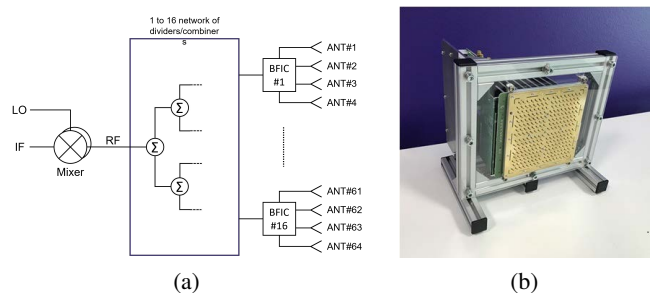 1 to 16 network of
dividers/combiner
s
ANT#1
ANT#2
ANT#3
ANT#4
BFIC
#1
LO
IF
RF
Mixer
Σ
Σ
Σ
ANT#61
ANT#62
ANT#63
ANT#64
BFIC
#16
(a)
(b)